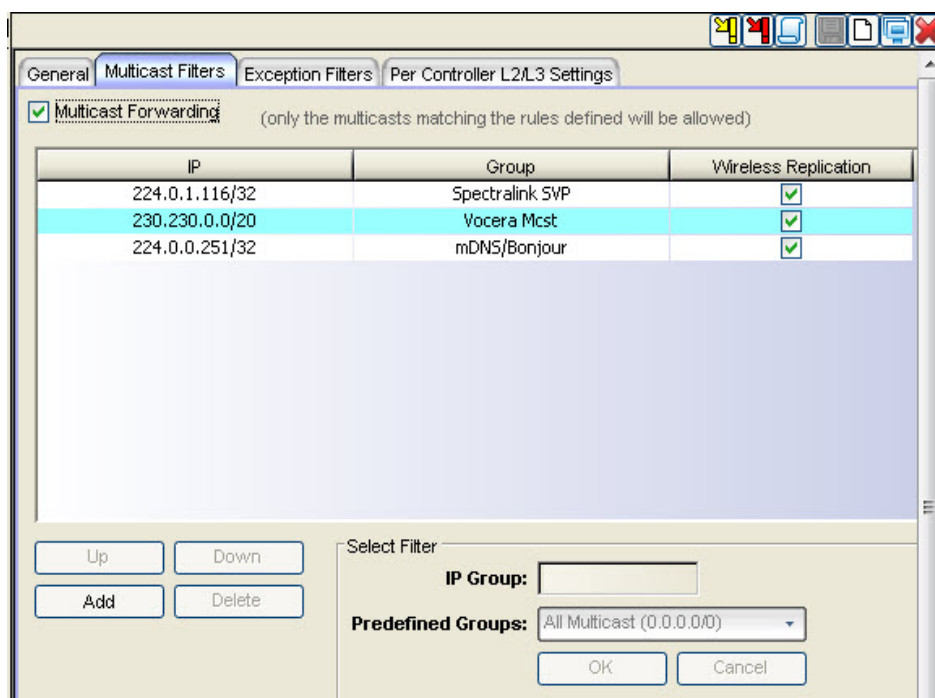 General Multicast Filters Exception Filters Per Controller L2/L3 Settings
Multicast Forwarding (only the multicasts matching the rules defined will be allowed)
IP Group Wireless Replication
224.0.1.116/32 Spectralink SVP
230.230.0.0/20 Vocera Mcst
224.0.0.251/32 mDNS/Bonjour
Up Down
Add Delete
Select Filter
IP Group:
Predefined Groups: All Multicast (0.0.0.0/0)
OK Cancel